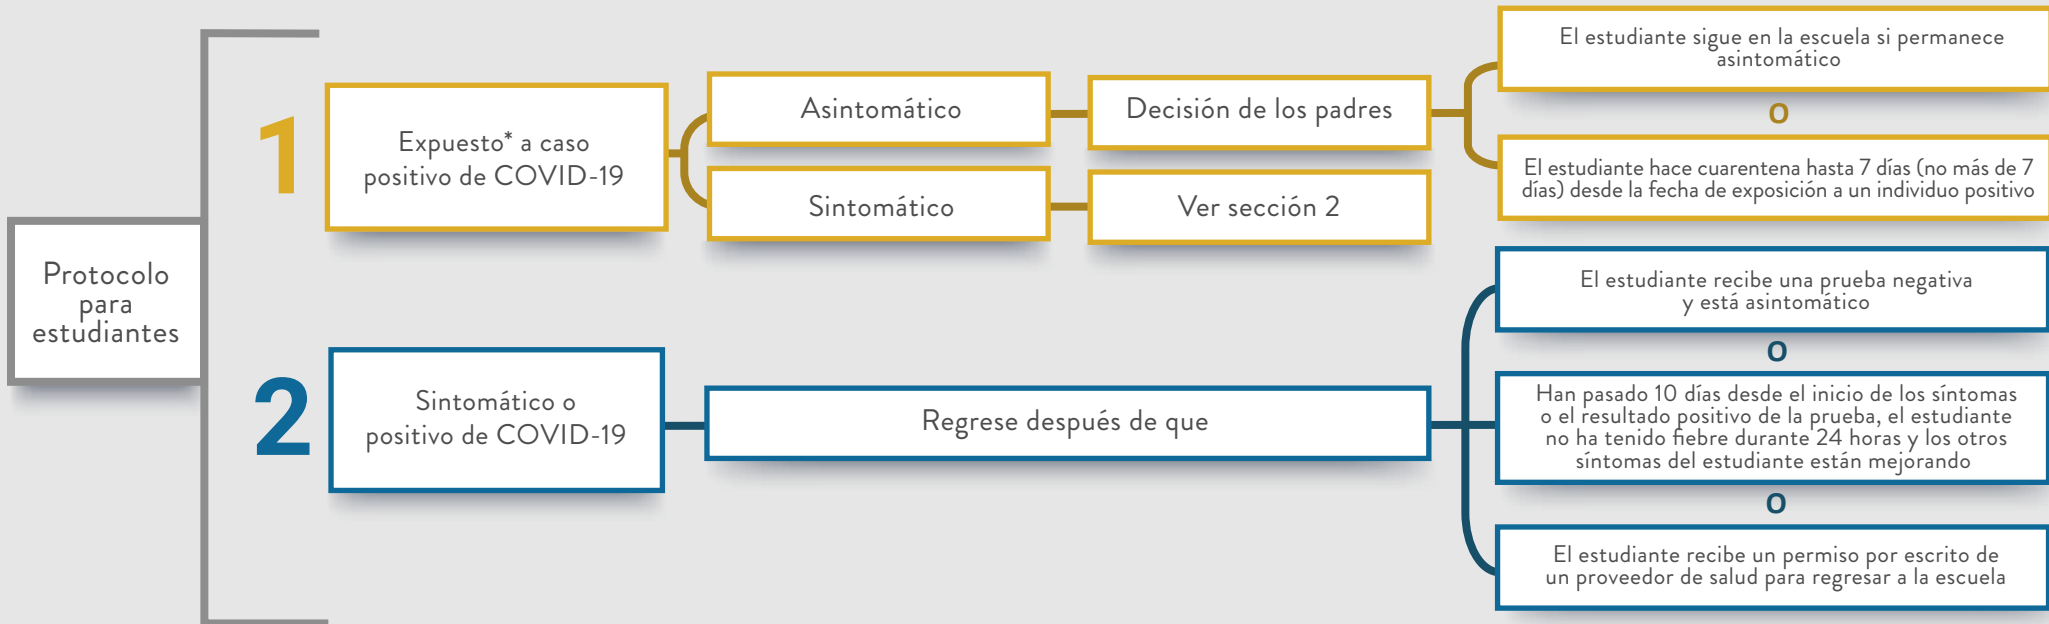 Protocolo
para
estudiantes
1
Expuesto* a caso
positivo de COVID-19
Asintomático
Decisión de los padres
El estudiante sigue en la escuela si permanece
asintomático
O
El estudiante hace cuarentena hasta 7 días (no más de 7
días) desde la fecha de exposición a un individuo positivo
Sintomático
Ver sección 2
2
Sintomático o
positivo de COVID-19
Regrese después de que
El estudiante recibe una prueba negativa
y está asintomático
O
Han pasado 10 días desde el inicio de los síntomas
o el resultado positivo de la prueba, el estudiante
no ha tenido fiebre durante 24 horas y los otros
síntomas del estudiante están mejorando
O
El estudiante recibe un permiso por escrito de
un proveedor de salud para regresar a la escuela